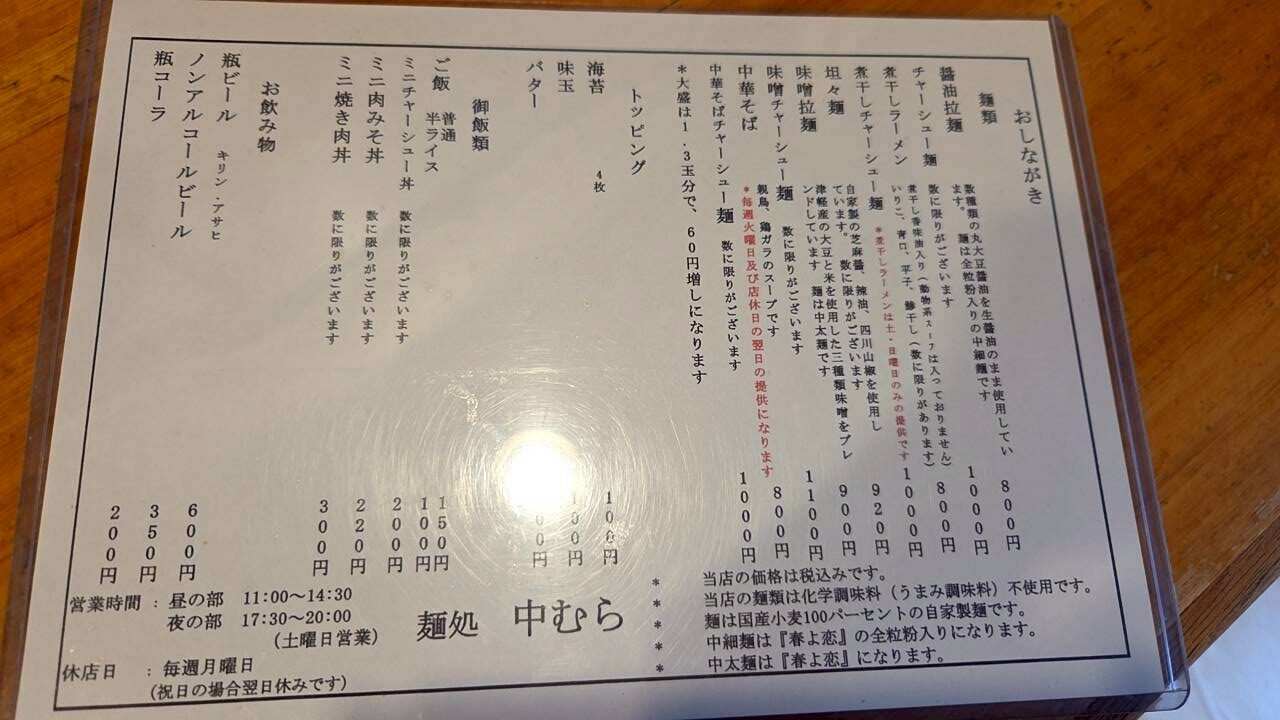 おしながき
麺類
醤油拉麺
数種類の丸大豆醤油を生醤油のまま使用してい
ます。 麺は全粒粉入りの中細麺です
800円
チャーシュー麺
数に限りがございます
1000円
煮干しラーメン
煮干し香味油入り（動物系スープは入っておりません）
いりこ、青口、平子、鯵干し（数に限りがあります）
800円
煮干しチャーシュー麺
*煮干しラーメンは土・日曜日のみの提供です
1000円
坦々麺
自家製の芝麻醤、辣油、四川山椒を使用し
ています。 数に限りがございます
920円
味噌拉麺
津軽産の大豆と米を使用した三種類味噌をブレ
ンドしています 麺は中太麺です
900円
味噌チャーシュー麺
数に限りがございます
1100円
中華そば
親鳥、鶏ガラのスープです
*毎週火曜日及び店休日の翌日の提供になります
800円
中華そばチャーシュー麺
数に限りがございます
1000円
*大盛は1.3玉分で、60円増しになります
トッピング
海苔 4枚
100円
味玉
100円
バター
00円
御飯類
ご飯 普通
150円
半ライス
100円
ミニチャーシュー丼
数に限りがございます
200円
ミニ肉みそ丼
数に限りがございます
220円
ミニ焼き肉丼
数に限りがございます
300円
お飲み物
瓶ビール キリン・アサヒ
600円
ノンアルコールビール
350円
瓶コーラ
200円
* 当店の価格は税込みです。
* 当店の麺類は化学調味料（うまみ調味料）不使用です。
* 麺は国産小麦100パーセントの自家製麺です。
* 中細麺は『春よ恋』の全粒粉入りになります。
* 中太麺は『春よ恋』になります。
麺処 中むら
営業時間 : 昼の部 11:00～14:30
夜の部 17:30～20:00
(土曜日営業)
休店日 : 毎週月曜日
(祝日の場合翌日休みです)